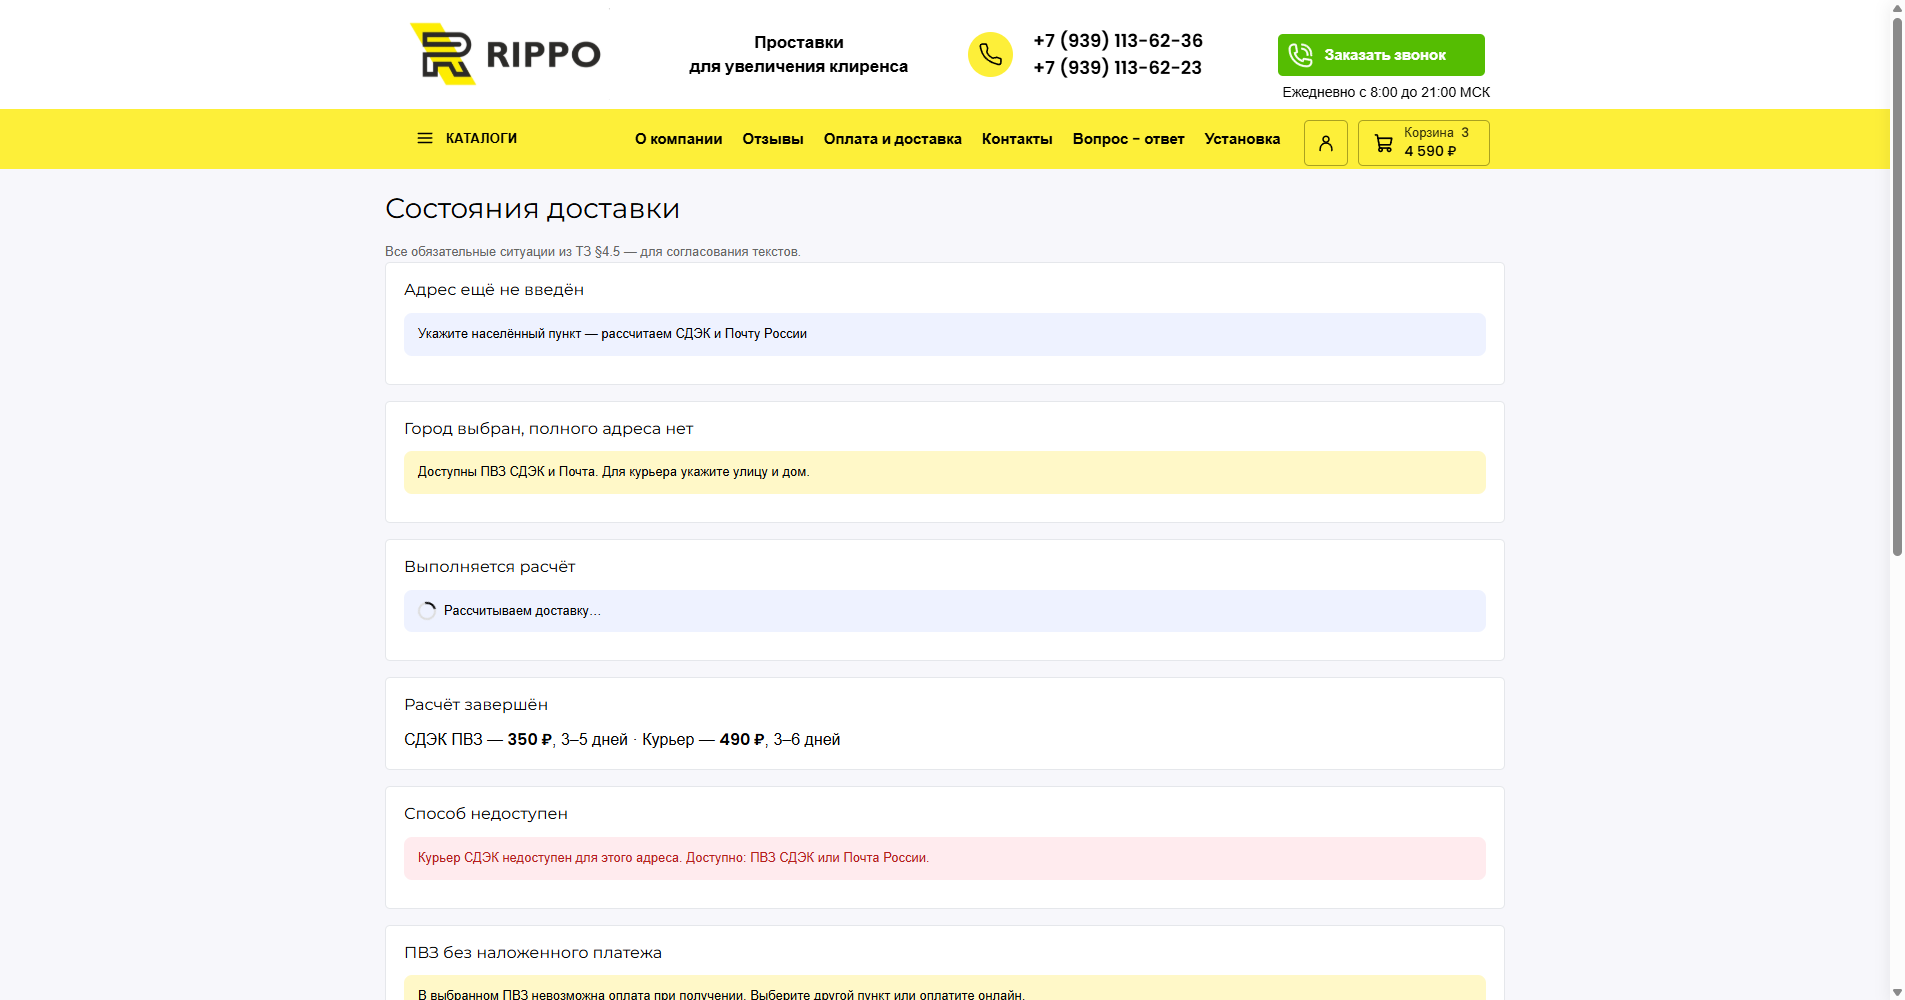 RIPPO
Проставки
для увеличения клиренса
+7 (939) 113-62-36
+7 (939) 113-62-23
Заказать звонок
Ежедневно с 8:00 до 21:00 МСК
КАТАЛОГИ
О компании
Отзывы
Оплата и доставка
Контакты
Вопрос - ответ
Установка
Корзина 3
4 590 ₽
Состояния доставки
Все обязательные ситуации из ТЗ §4.5 — для согласования текстов.
Адрес ещё не введён
Укажите населённый пункт — рассчитаем СДЭК и Почту России
Город выбран, полного адреса нет
Доступны ПВЗ СДЭК и Почта. Для курьера укажите улицу и дом.
Выполняется расчёт
Рассчитываем доставку…
Расчёт завершён
СДЭК ПВЗ — 350 ₽, 3–5 дней · Курьер — 490 ₽, 3–6 дней
Способ недоступен
Курьер СДЭК недоступен для этого адреса. Доступно: ПВЗ СДЭК или Почта России.
ПВЗ без наложенного платежа
В выбранном ПВЗ невозможна оплата при получении. Выберите другой пункт или оплатите онлайн.